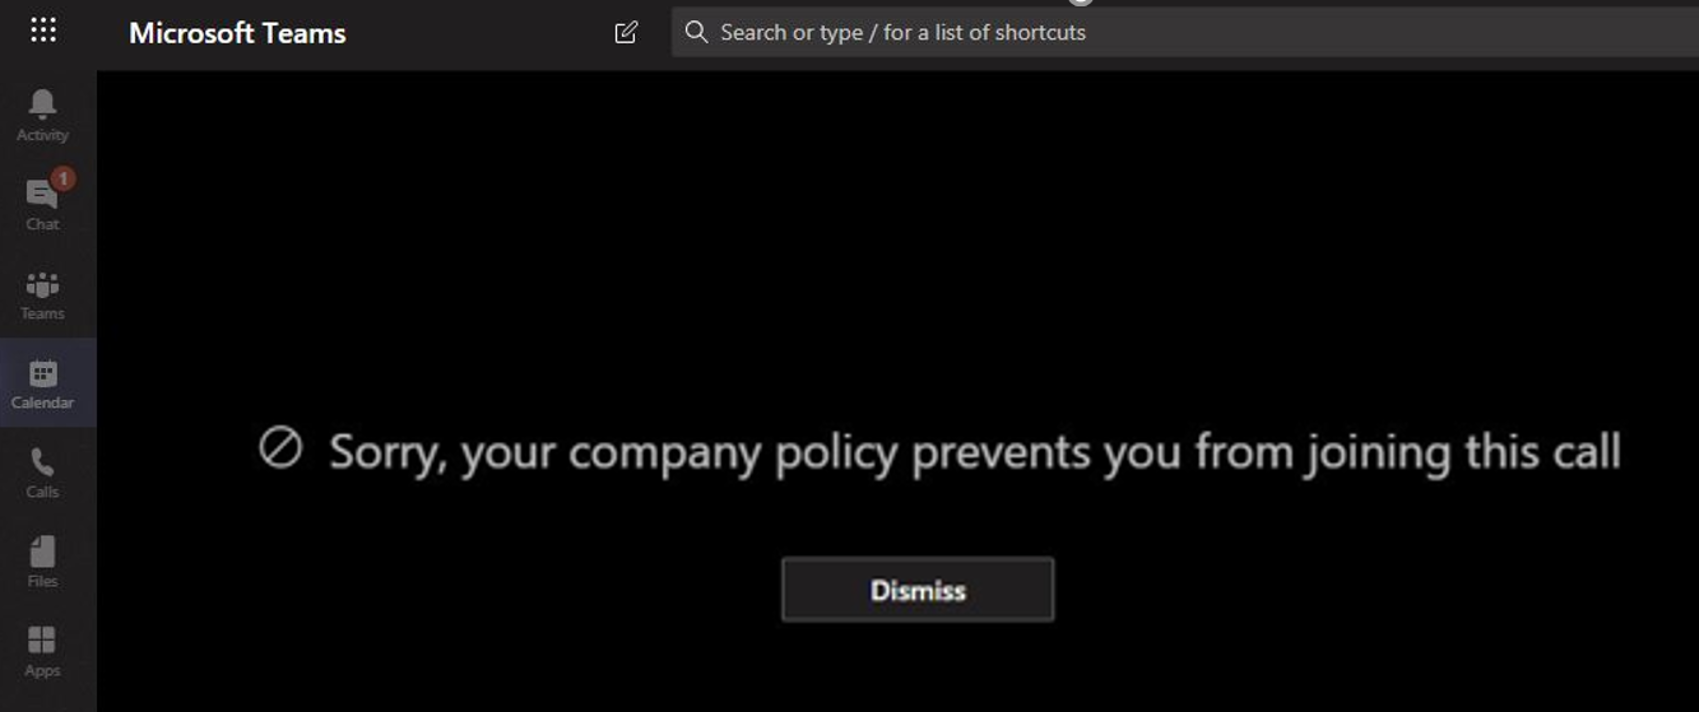 Microsoft Teams
Search or type / for a list of shortcuts
Activity
1
Chat
Teams
Calendar
Calls
Files
Apps
Sorry, your company policy prevents you from joining this call
Dismiss